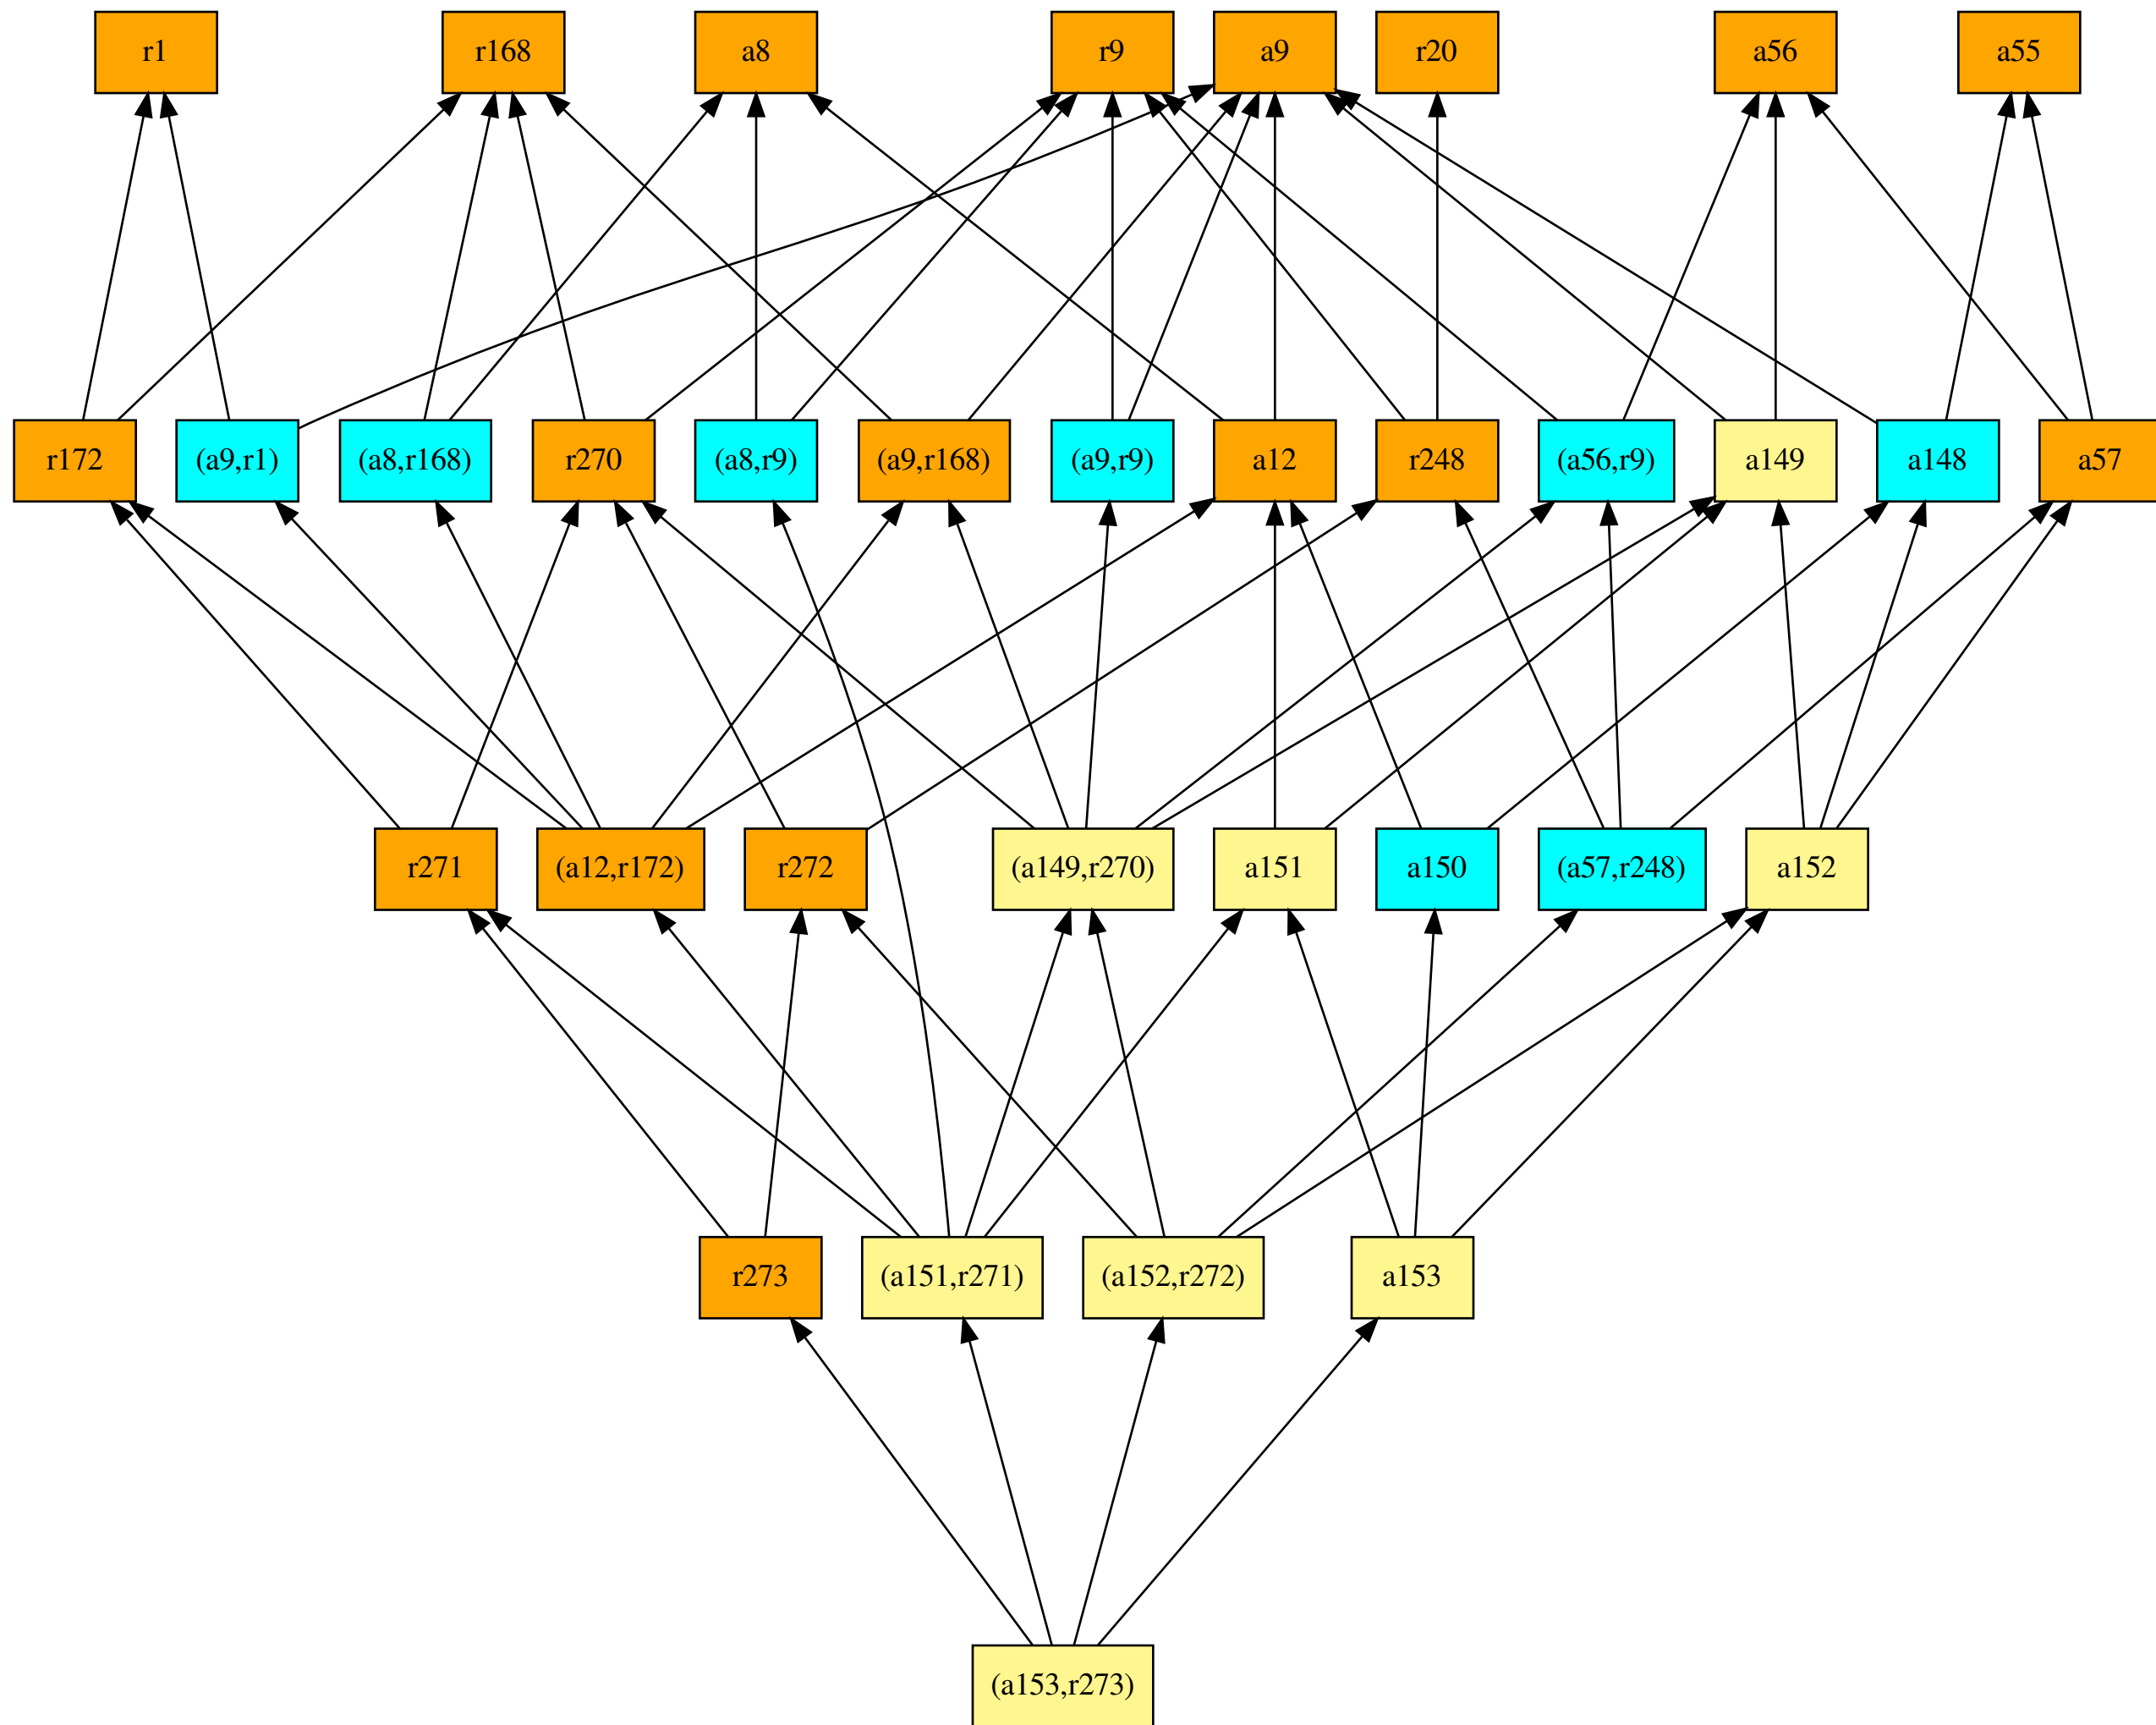 r1
r168
a8
r9
a9
r20
a56
a55
r172
(a9,r1)
(a8,r168)
r270
(a8,r9)
(a9,r168)
(a9,r9)
a12
r248
(a56,r9)
a149
a148
a57
r271
(a12,r172)
r272
(a149,r270)
a151
a150
(a57,r248)
a152
r273
(a151,r271)
(a152,r272)
a153
(a153,r273)